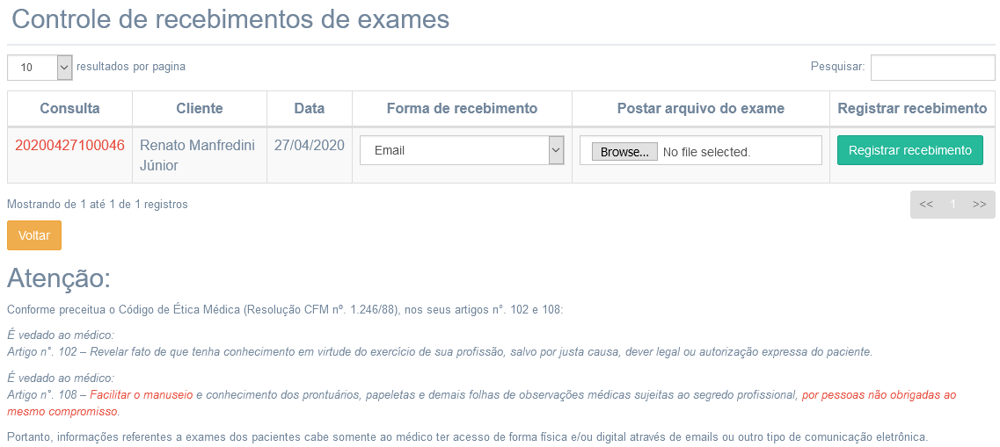 Controle de recebimentos de exames
10 resultados por pagina Pesquisar:
Consulta Cliente Data Forma de recebimento Postar arquivo do exame Registrar recebimento
20200427100046 Renato Manfredini Júnior 27/04/2020 Email Browse... No file selected. Registrar recebimento
Mostrando de 1 até 1 de 1 registros << 1 >>
Voltar
Atenção:
Conforme preceitua o Código de Ética Médica (Resolução CFM nº. 1.246/88), nos seus artigos n°. 102 e 108:
É vedado ao médico:
Artigo n°. 102 – Revelar fato de que tenha conhecimento em virtude do exercício de sua profissão, salvo por justa causa, dever legal ou autorização expressa do paciente.
É vedado ao médico:
Artigo n°. 108 – Facilitar o manuseio e conhecimento dos prontuários, papeletas e demais folhas de observações médicas sujeitas ao segredo profissional, por pessoas não obrigadas ao
mesmo compromisso.
Portanto, informações referentes a exames dos pacientes cabe somente ao médico ter acesso de forma física e/ou digital através de emails ou outro tipo de comunicação eletrônica.